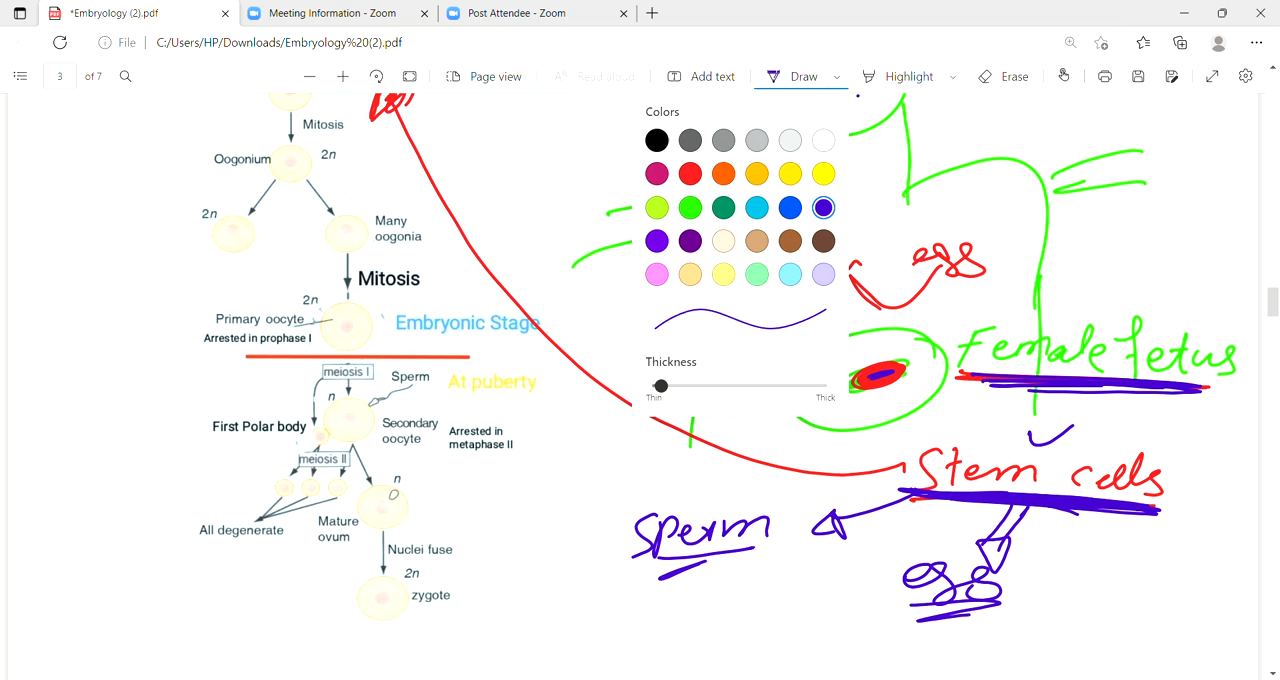 *Embryology (2).pdf
Meeting Information - Zoom
Post Attendee - Zoom
File
C:/Users/HP/Downloads/Embryology%20(2).pdf
3 of 7
Page view
Read aloud
Add text
Draw
Highlight
Erase
Mitosis
Oogonium
2n
2n
Many
oogonia
Mitosis
2n
Primary oocyte
Arrested in prophase I
Embryonic Stage
meiosis I
Sperm
At puberty
n
First Polar body
Secondary
oocyte
Arrested in
metaphase II
meiosis II
n
All degenerate
Mature
ovum
Nuclei fuse
2n
zygote
Colors
Thickness
Thin
Thick
egg
Female fetus
Stem cells
Sperm
egg